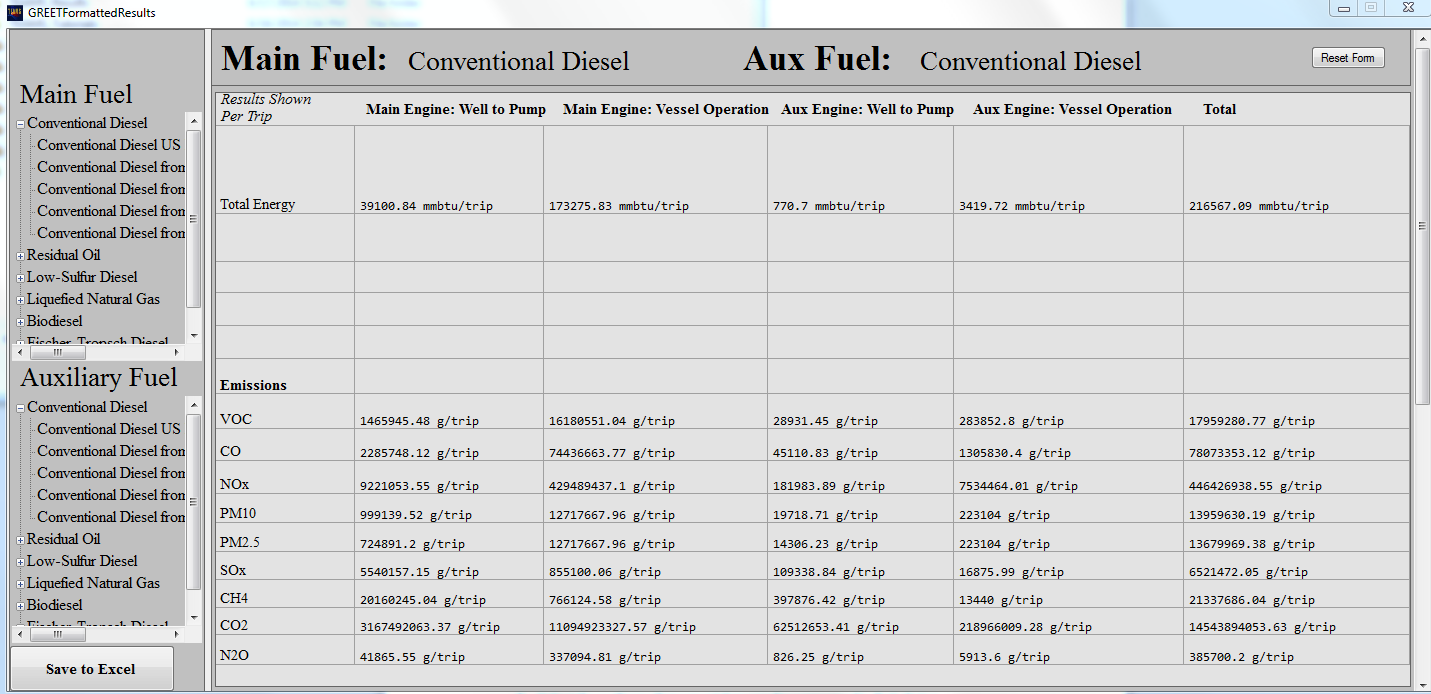 GREETFormattedResults
Main Fuel: Conventional Diesel Aux Fuel: Conventional Diesel Reset Form
Main Fuel
Conventional Diesel
Conventional Diesel US
Conventional Diesel from
Conventional Diesel from
Conventional Diesel from
Conventional Diesel from
Residual Oil
Low-Sulfur Diesel
Liquefied Natural Gas
Biodiesel
Fischer-Tropsch Diesel
Auxiliary Fuel
Conventional Diesel
Conventional Diesel US
Conventional Diesel from
Conventional Diesel from
Conventional Diesel from
Conventional Diesel from
Residual Oil
Low-Sulfur Diesel
Liquefied Natural Gas
Biodiesel
Fischer-Tropsch Diesel
Save to Excel
Results Shown
Per Trip
Main Engine: Well to Pump Main Engine: Vessel Operation Aux Engine: Well to Pump Aux Engine: Vessel Operation Total
Total Energy 39100.84 mmbtu/trip 173275.83 mmbtu/trip 770.7 mmbtu/trip 3419.72 mmbtu/trip 216567.09 mmbtu/trip
Emissions
VOC 1465945.48 g/trip 16180551.04 g/trip 28931.45 g/trip 283852.8 g/trip 17959280.77 g/trip
CO 2285748.12 g/trip 74436663.77 g/trip 45110.83 g/trip 1305830.4 g/trip 78073353.12 g/trip
NOx 9221053.55 g/trip 429489437.1 g/trip 181983.89 g/trip 7534464.01 g/trip 446426938.55 g/trip
PM10 999139.52 g/trip 12717667.96 g/trip 19718.71 g/trip 223104 g/trip 13959630.19 g/trip
PM2.5 724891.2 g/trip 12717667.96 g/trip 14306.23 g/trip 223104 g/trip 13679969.38 g/trip
SOx 5540157.15 g/trip 855100.06 g/trip 109338.84 g/trip 16875.99 g/trip 6521472.05 g/trip
CH4 20160245.04 g/trip 766124.58 g/trip 397876.42 g/trip 13440 g/trip 21337686.04 g/trip
CO2 3167492063.37 g/trip 11094923327.57 g/trip 62512653.41 g/trip 218966009.28 g/trip 14543894053.63 g/trip
N2O 41865.55 g/trip 337094.81 g/trip 826.25 g/trip 5913.6 g/trip 385700.2 g/trip